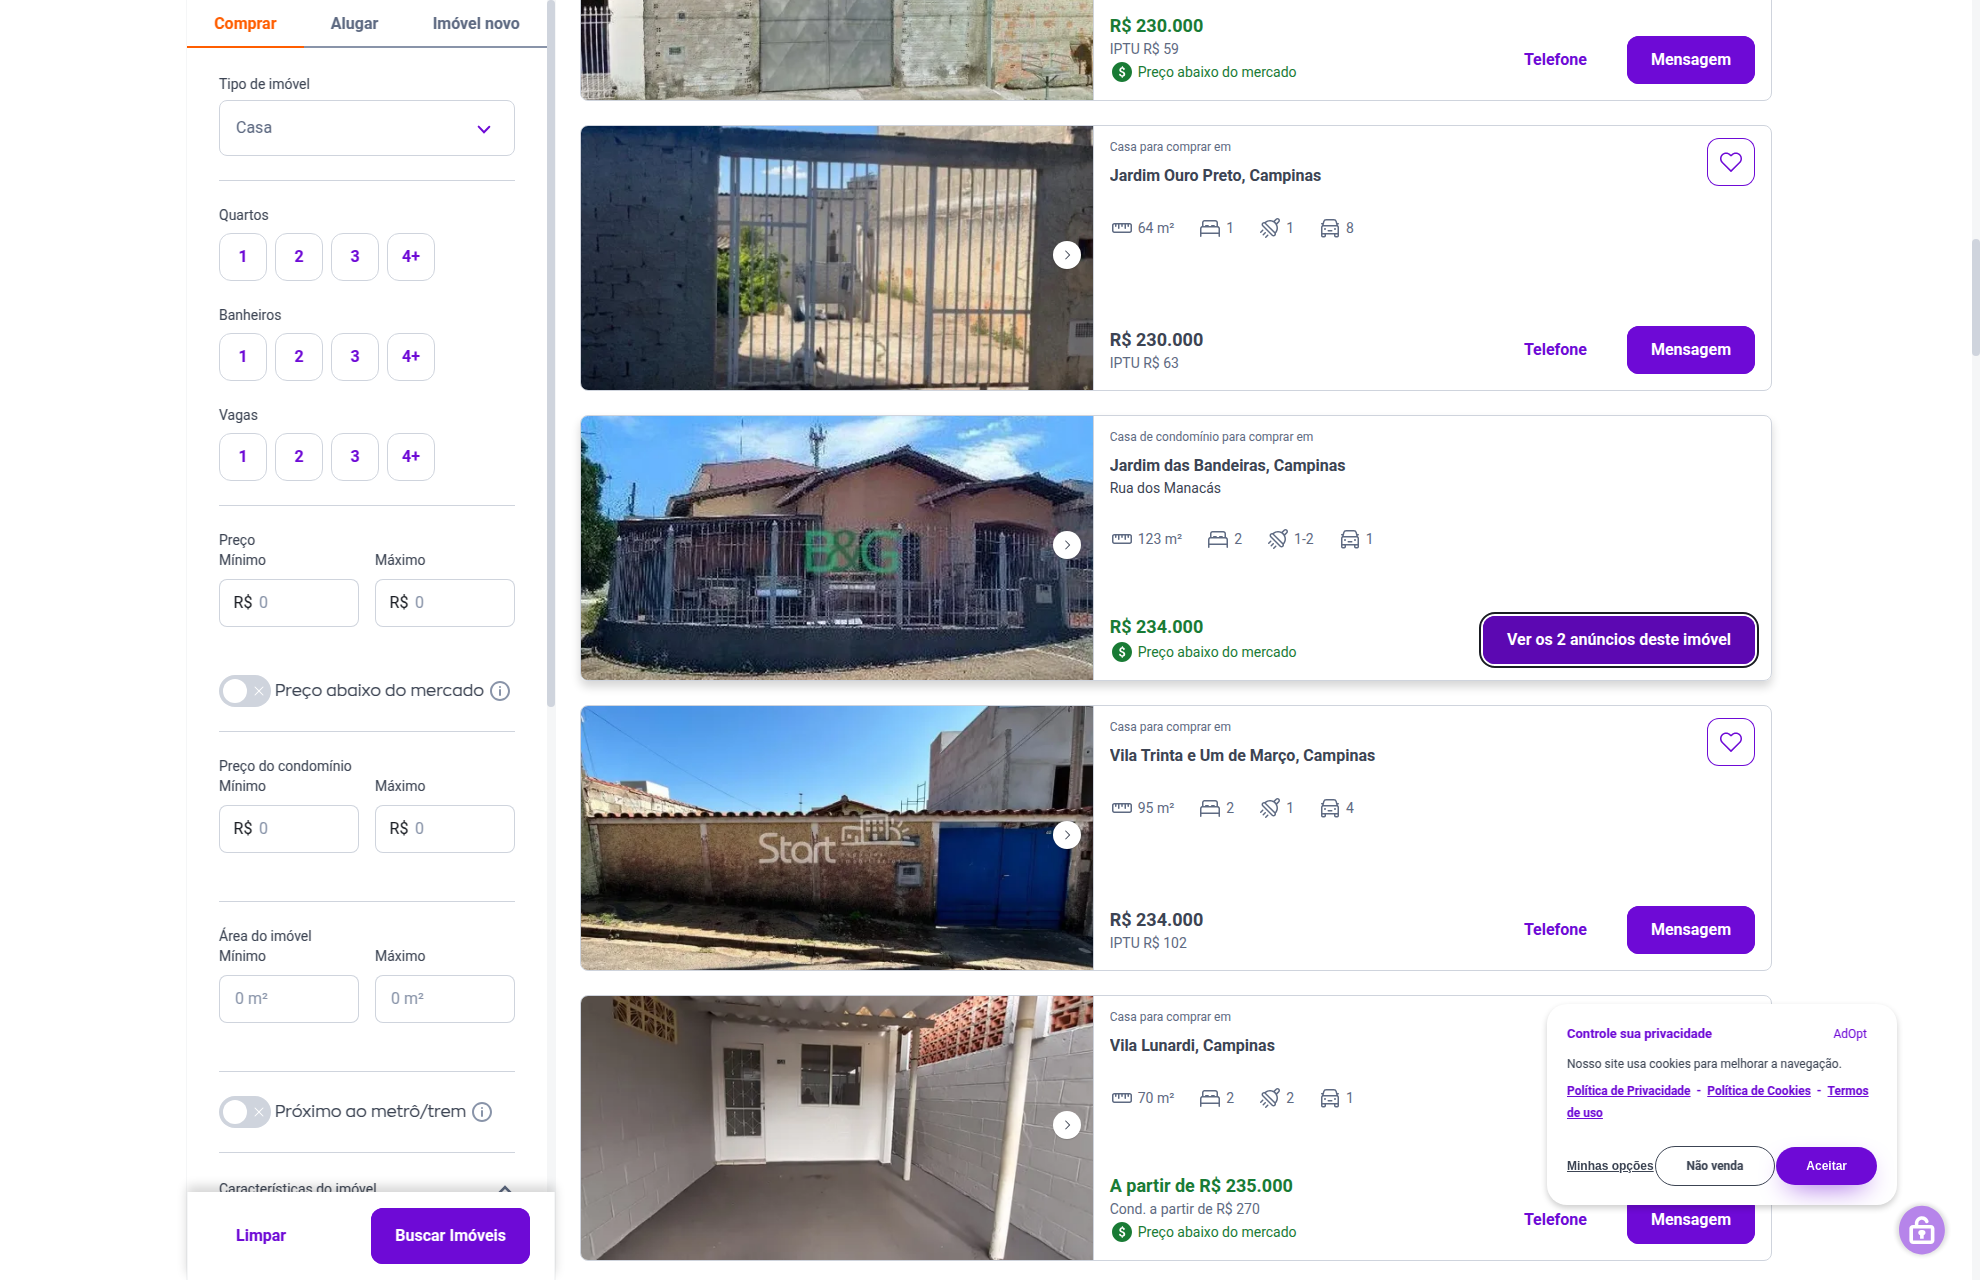 Comprar
Alugar
Imóvel novo
Tipo de imóvel
Casa
Quartos
1
2
3
4+
Banheiros
1
2
3
4+
Vagas
1
2
3
4+
Preço
Mínimo
Máximo
R$ 0
R$ 0
Preço abaixo do mercado
Preço do condomínio
Mínimo
Máximo
R$ 0
R$ 0
Área do imóvel
Mínimo
Máximo
0 m²
0 m²
Próximo ao metrô/trem
Características do imóvel
Limpar
Buscar Imóveis
R$ 230.000
IPTU R$ 59
Preço abaixo do mercado
Telefone
Mensagem
Casa para comprar em
Jardim Ouro Preto, Campinas
64 m²
1
1
8
R$ 230.000
IPTU R$ 63
Telefone
Mensagem
B&G
Casa de condomínio para comprar em
Jardim das Bandeiras, Campinas
Rua dos Manacás
123 m²
2
1-2
1
R$ 234.000
Preço abaixo do mercado
Ver os 2 anúncios deste imóvel
Start
Casa para comprar em
Vila Trinta e Um de Março, Campinas
95 m²
2
1
4
R$ 234.000
IPTU R$ 102
Telefone
Mensagem
Casa para comprar em
Vila Lunardi, Campinas
70 m²
2
2
1
A partir de R$ 235.000
Cond. a partir de R$ 270
Preço abaixo do mercado
Telefone
Mensagem
Controle sua privacidade
AdOpt
Nosso site usa cookies para melhorar a navegação.
Política de Privacidade - Política de Cookies - Termos
de uso
Minhas opções
Não venda
Aceitar